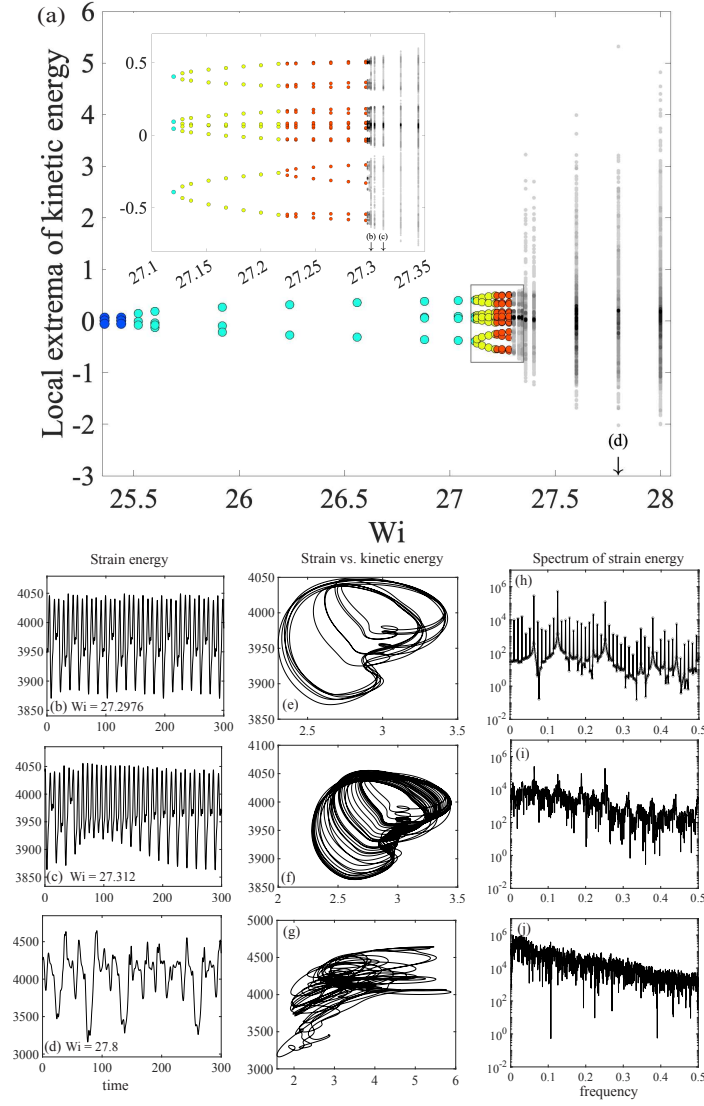 (a)
Local extrema of kinetic energy
6
5
4
3
2
1
0
-1
-2
-3
0.5
0
-0.5
(b) (c)
27.1 27.15 27.2 27.25 27.3 27.35
(d)
25.5 26 26.5 27 27.5 28
Wi
Strain energy
4050
4000
3950
3900
3850
(b) Wi = 27.2976
0 100 200 300
Strain vs. kinetic energy
4050
4000
3950
3900
3850
(e)
2.5 3 3.5
Spectrum of strain energy
(h)
10^6
10^4
10^2
10^0
10^-2
0 0.1 0.2 0.3 0.4 0.5
4050
4000
3950
3900
3850
(c) Wi = 27.312
0 100 200 300
4100
4050
4000
3950
3900
3850
(f)
2 2.5 3 3.5
(i)
10^6
10^4
10^2
10^0
10^-2
0 0.1 0.2 0.3 0.4 0.5
4500
4000
3500
3000
(d) Wi = 27.8
0 100 200 300
time
(g)
5000
4500
4000
3500
3000
2 3 4 5 6
(j)
10^6
10^4
10^2
10^0
10^-2
0 0.1 0.2 0.3 0.4 0.5
frequency